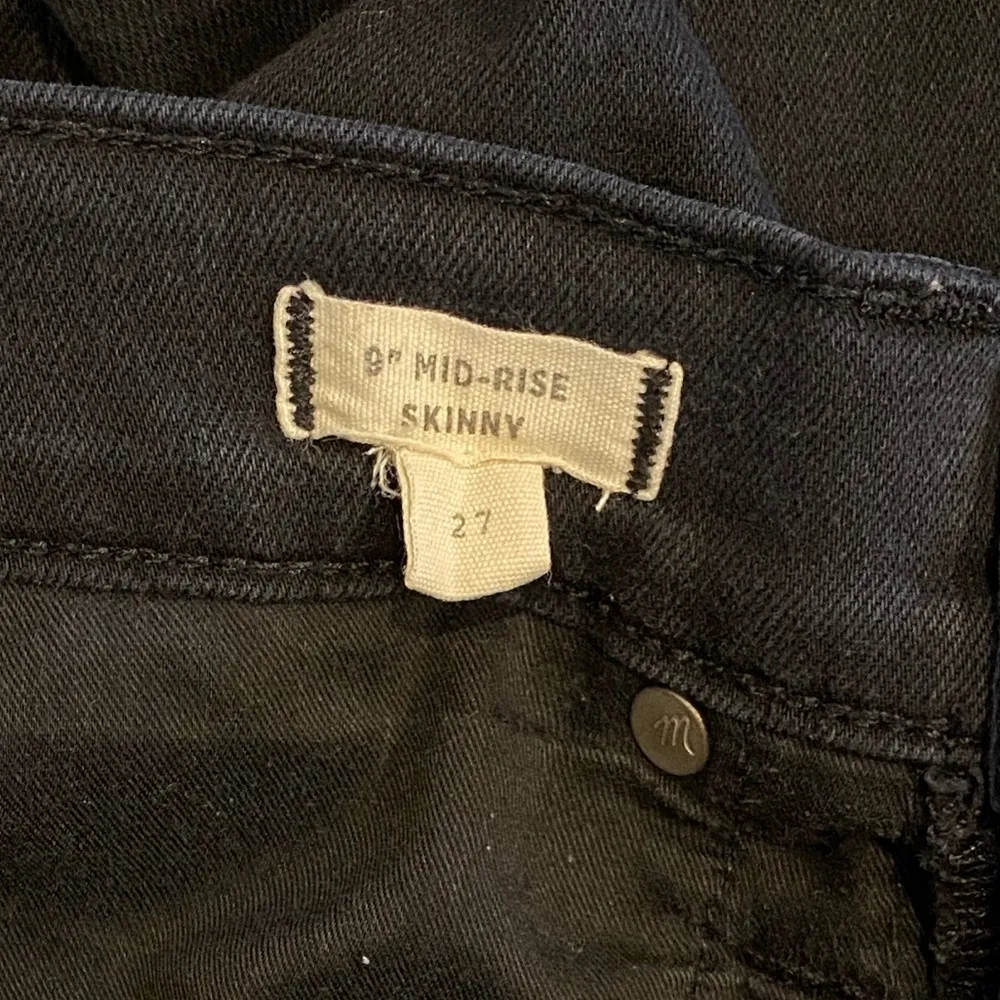 9" MID-RISE
SKINNY
27
m